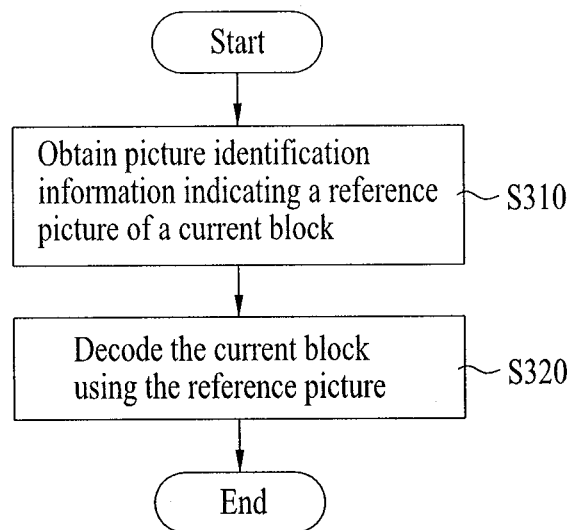 Start
Obtain picture identification
information indicating a reference
picture of a current block
S310
Decode the current block
using the reference picture
S320
End